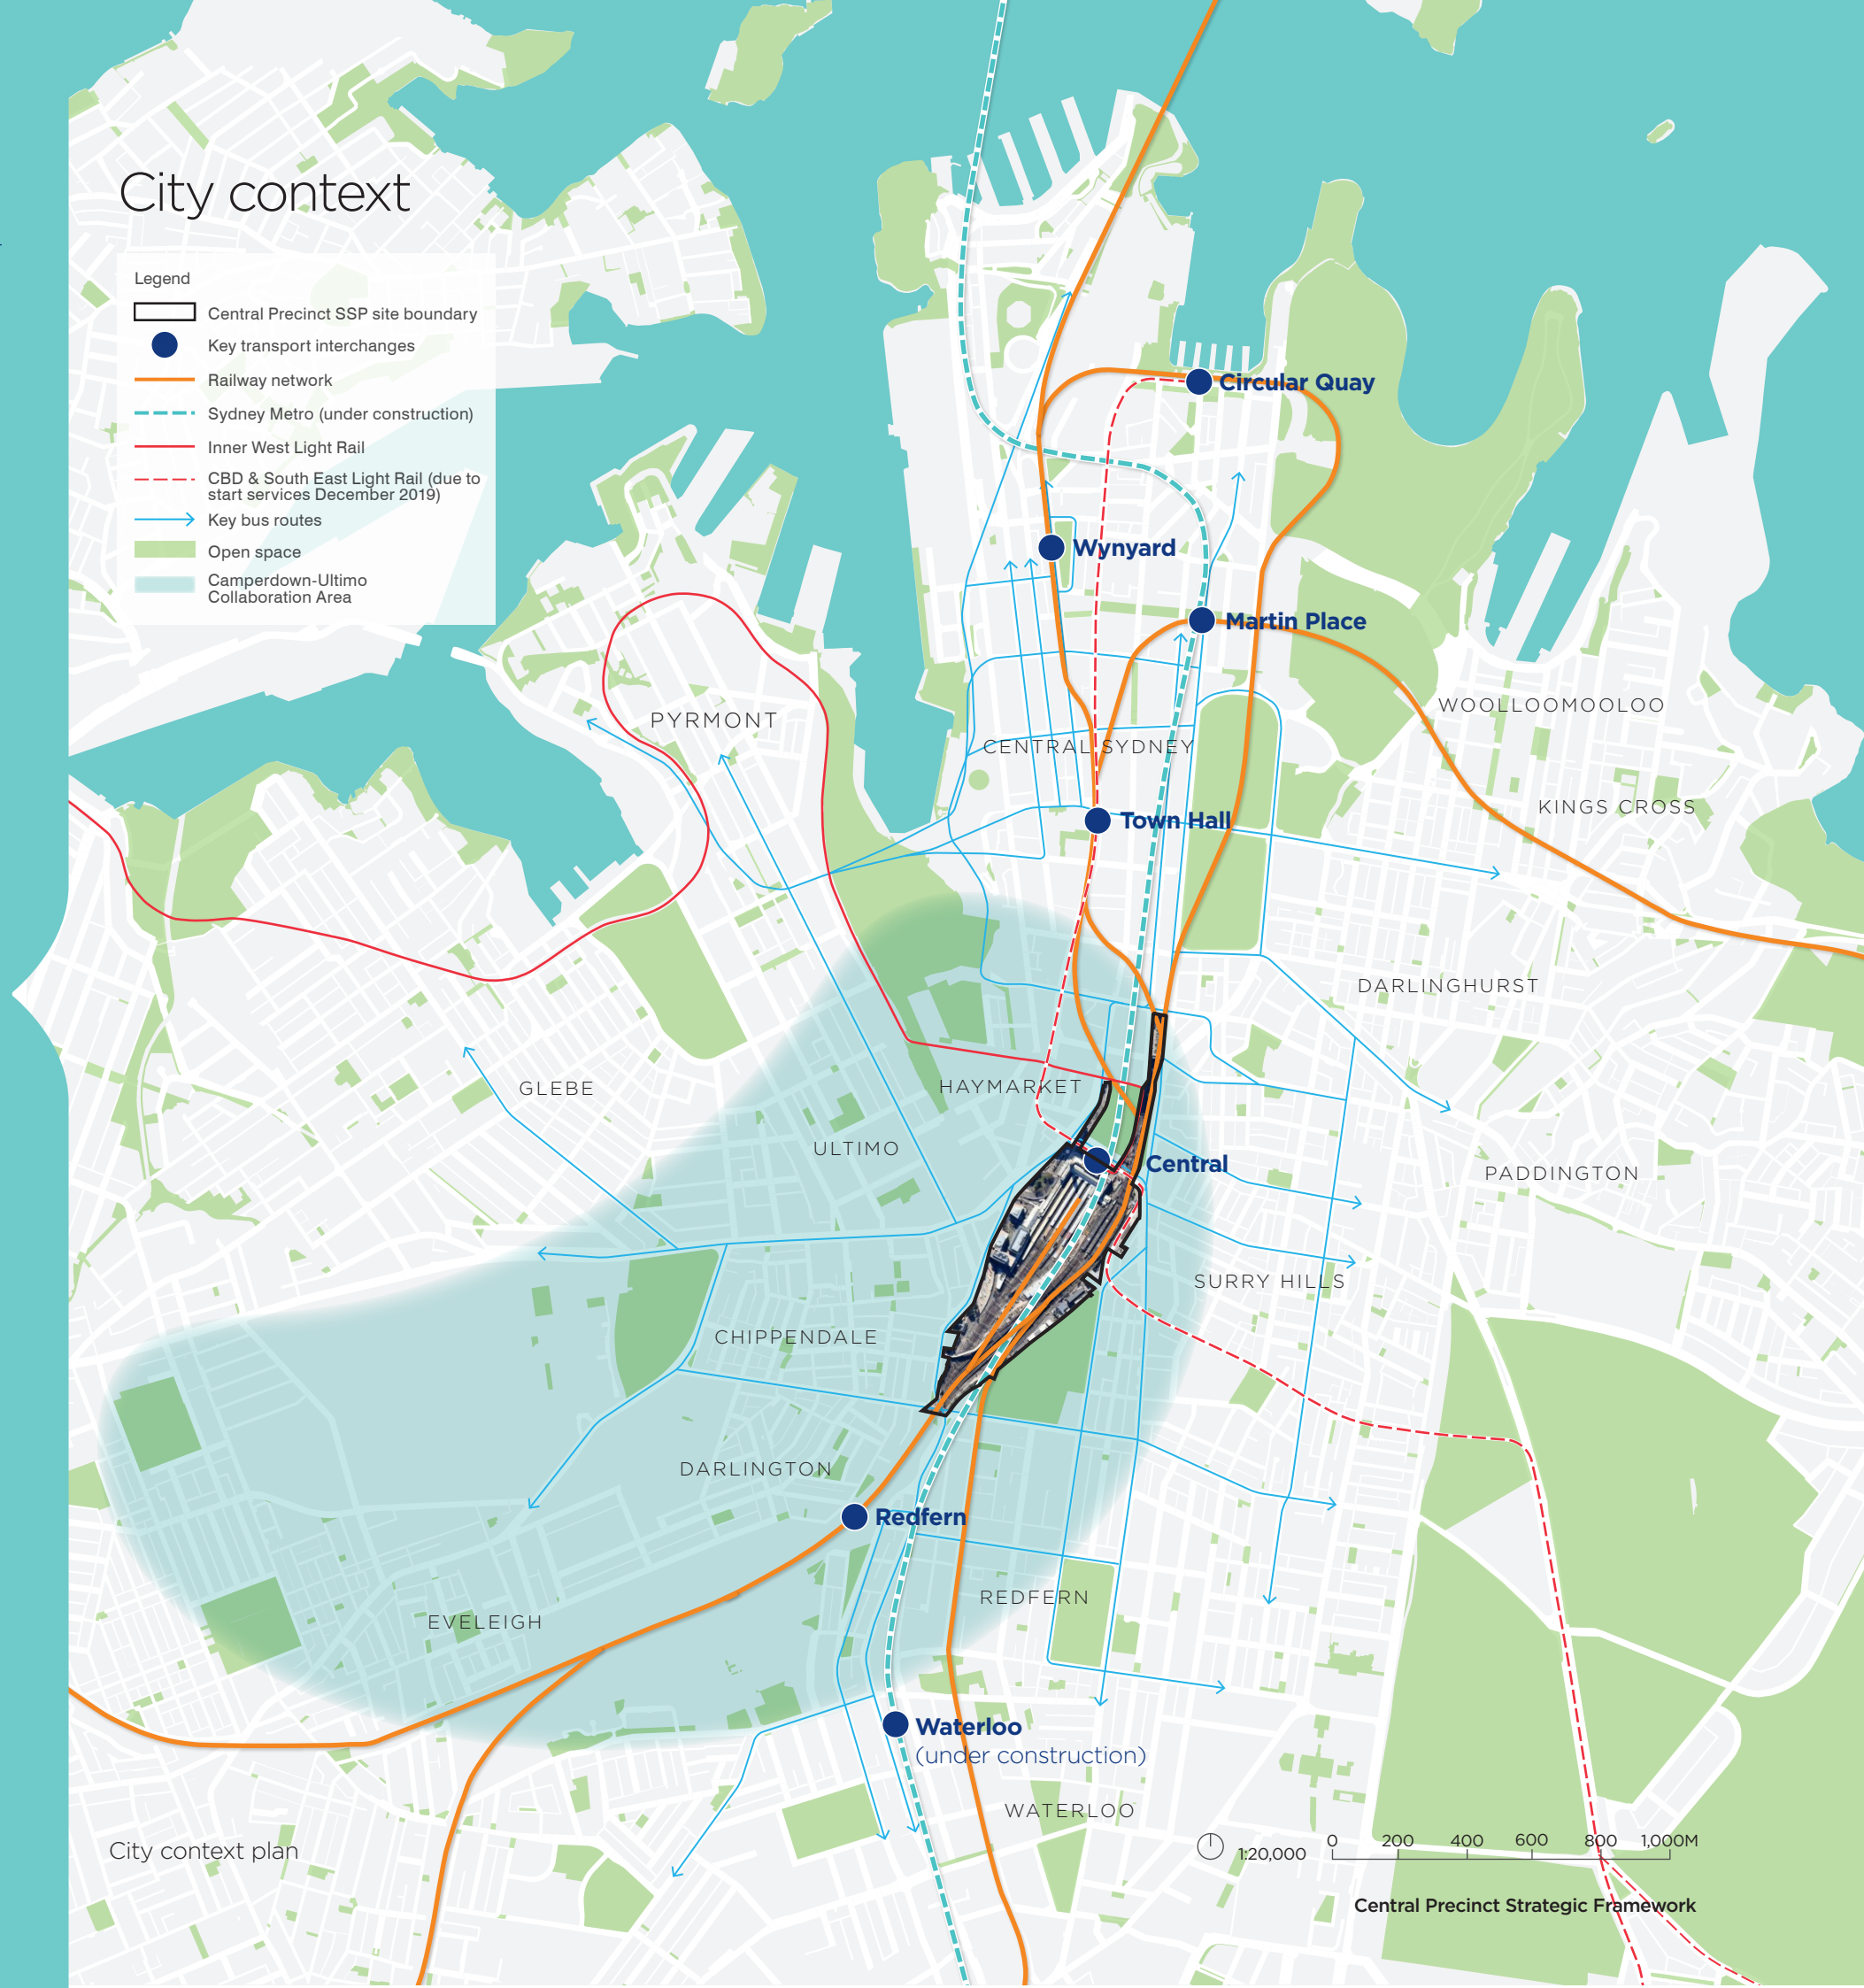 City context
Legend
Central Precinct SSP site boundary
Key transport interchanges
Railway network
Sydney Metro (under construction)
Inner West Light Rail
CBD & South East Light Rail (due to
start services December 2019)
Key bus routes
Open space
Camperdown-Ultimo
Collaboration Area
Circular Quay
Wynyard
Martin Place
WOOLLOOMOOLOO
PYRMONT
CENTRAL SYDNEY
KINGS CROSS
Town Hall
DARLINGHURST
HAYMARKET
GLEBE
ULTIMO
Central
PADDINGTON
SURRY HILLS
CHIPPENDALE
DARLINGTON
Redfern
REDFERN
EVELEIGH
Waterloo
(under construction)
WATERLOO
City context plan
1:20,000
0 200 400 600 800 1,000M
Central Precinct Strategic Framework